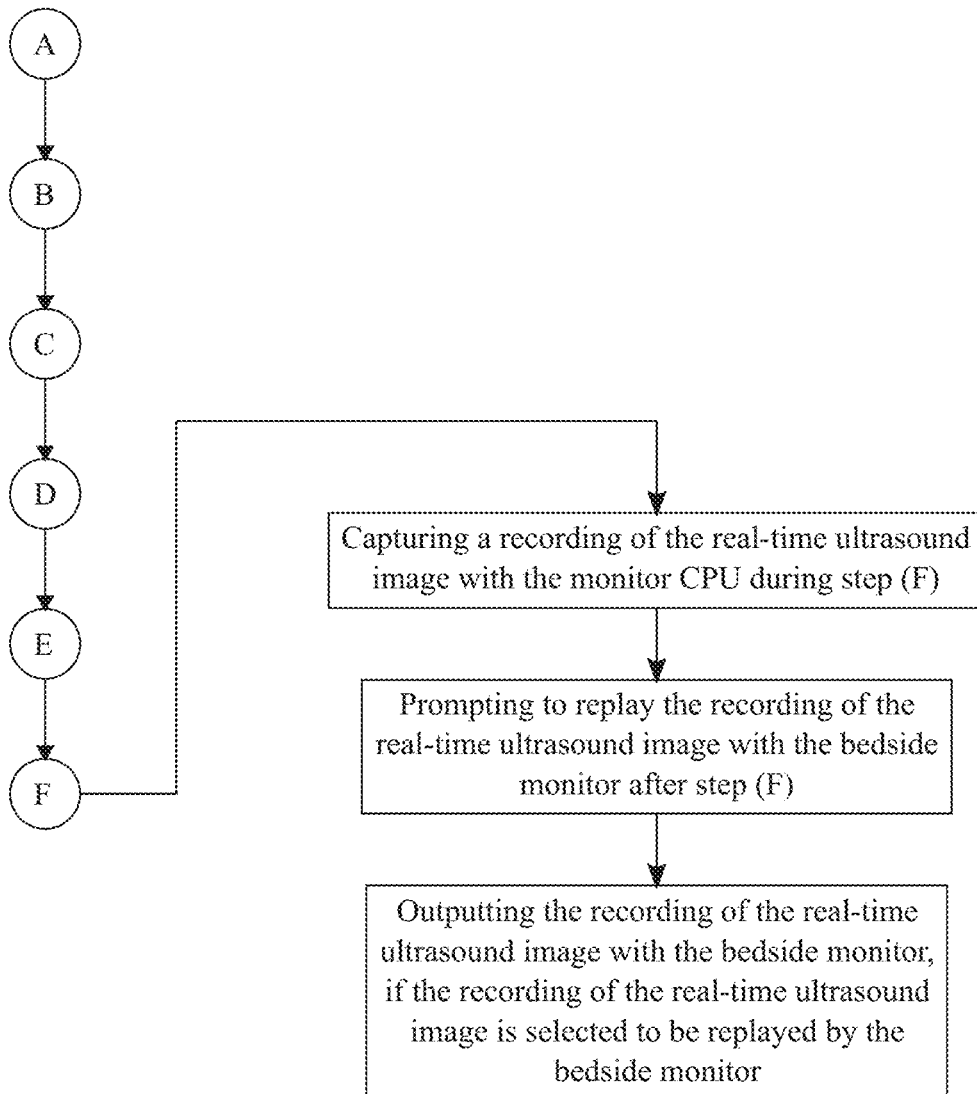 A
B
C
D
E
F
Capturing a recording of the real-time ultrasound
image with the monitor CPU during step (F)
Prompting to replay the recording of the
real-time ultrasound image with the bedside
monitor after step (F)
Outputting the recording of the real-time
ultrasound image with the bedside monitor,
if the recording of the real-time ultrasound
image is selected to be replayed by the
bedside monitor